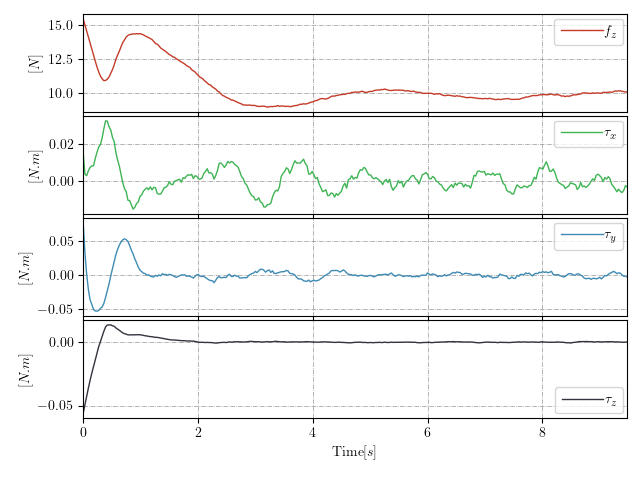 15.0
12.5
10.0
[N]
f_z
0.02
0.00
[N.m]
τ_x
0.05
0.00
−0.05
[N.m]
τ_y
0.00
−0.05
[N.m]
τ_z
0 2 4 6 8
Time[s]